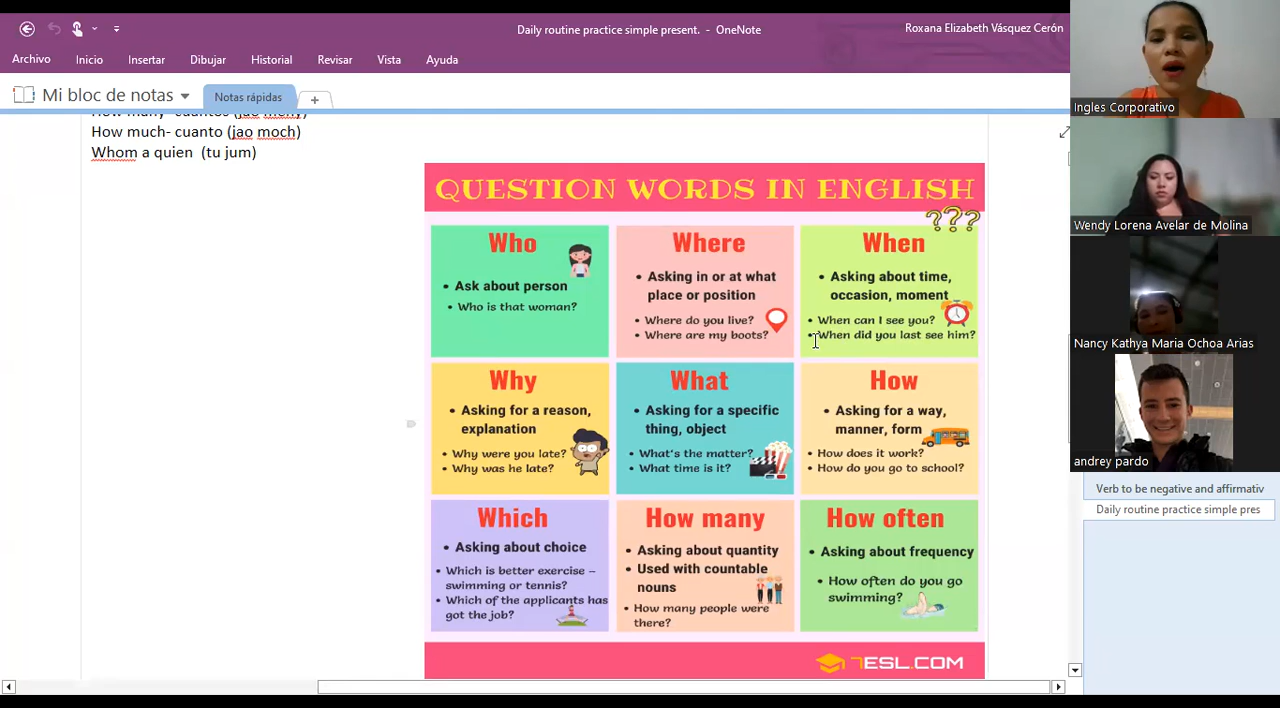 Daily routine practice simple present. - OneNote
Roxana Elizabeth Vásquez Cerón
Archivo Inicio Insertar Dibujar Historial Revisar Vista Ayuda
Mi bloc de notas Notas rápidas
How many- cuantos (jao meny)
How much- cuanto (jao moch)
Whom a quien (tu jum)
QUESTION WORDS IN ENGLISH
???
Who
• Ask about person
• Who is that woman?
Where
• Asking in or at what
place or position
• Where do you live?
• Where are my boots?
When
• Asking about time,
occasion, moment
• When can I see you?
• When did you last see him?
Why
• Asking for a reason,
explanation
• Why were you late?
• Why was he late?
What
• Asking for a specific
thing, object
• What's the matter?
• What time is it?
How
• Asking for a way,
manner, form
• How does it work?
• How do you go to school?
Which
• Asking about choice
• Which is better exercise –
swimming or tennis?
• Which of the applicants has
got the job?
How many
• Asking about quantity
• Used with countable
nouns
• How many people were
there?
How often
• Asking about frequency
• How often do you go
swimming?
7ESL.COM
Ingles Corporativo
Wendy Lorena Avelar de Molina
Nancy Kathya Maria Ochoa Arias
andrey pardo
Verb to be negative and affirmativ
Daily routine practice simple pres